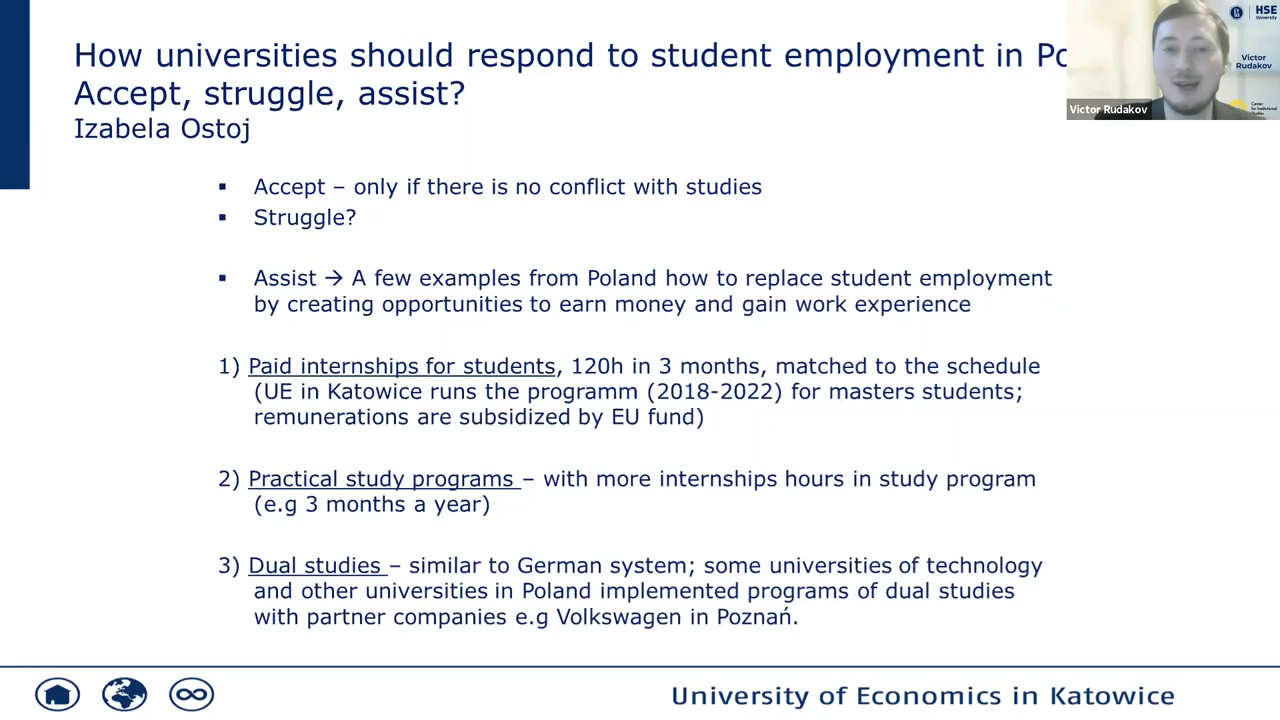 How universities should respond to student employment in Po
Accept, struggle, assist?
Izabela Ostoj
HSE
University
Victor
Rudakov
Victor Rudakov
Center
for Institutional
Studies
▪ Accept – only if there is no conflict with studies
▪ Struggle?
▪ Assist → A few examples from Poland how to replace student employment
by creating opportunities to earn money and gain work experience
1) Paid internships for students, 120h in 3 months, matched to the schedule
(UE in Katowice runs the programm (2018-2022) for masters students;
remunerations are subsidized by EU fund)
2) Practical study programs – with more internships hours in study program
(e.g 3 months a year)
3) Dual studies – similar to German system; some universities of technology
and other universities in Poland implemented programs of dual studies
with partner companies e.g Volkswagen in Poznań.
University of Economics in Katowice